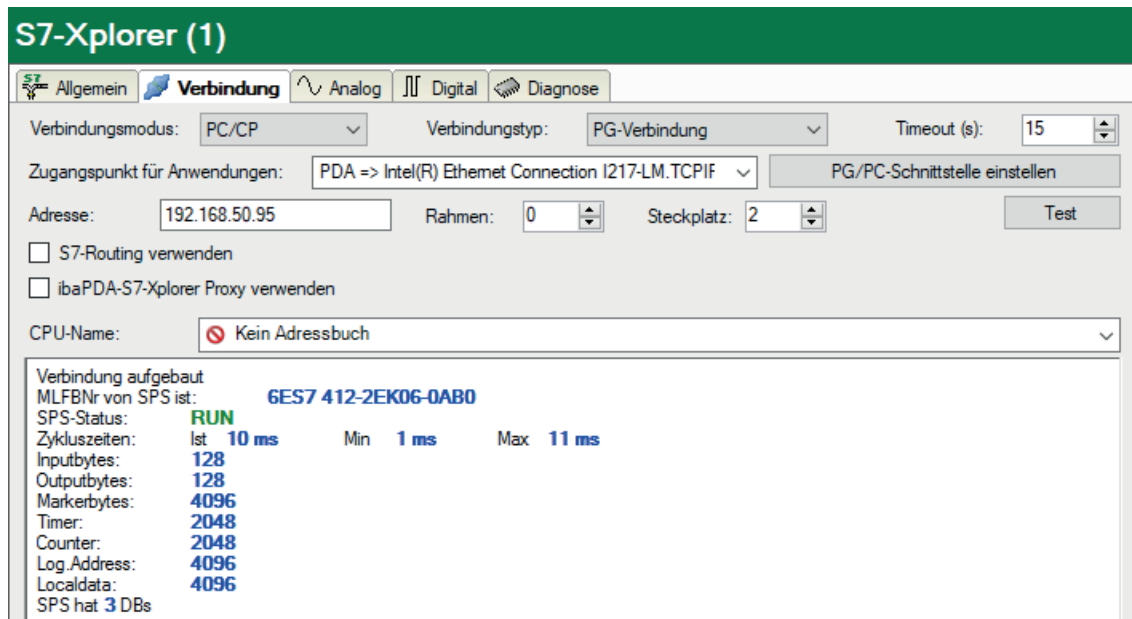 S7-Xplorer (1)
S7 Allgemein Verbindung Analog Digital Diagnose
Verbindungsmodus: PC/CP Verbindungstyp: PG-Verbindung Timeout (s): 15
Zugangspunkt für Anwendungen: PDA => Intel(R) Ethernet Connection I217-LM.TCPIF PG/PC-Schnittstelle einstellen
Adresse: 192.168.50.95 Rahmen: 0 Steckplatz: 2 Test
S7-Routing verwenden
ibaPDA-S7-Xplorer Proxy verwenden
CPU-Name: Kein Adressbuch
Verbindung aufgebaut
MLFBNr von SPS ist: 6ES7 412-2EK06-0AB0
SPS-Status: RUN
Zykluszeiten: Ist 10 ms Min 1 ms Max 11 ms
Inputbytes: 128
Outputbytes: 128
Markerbytes: 4096
Timer: 2048
Counter: 2048
Log.Address: 4096
Localdata: 4096
SPS hat 3 DBs